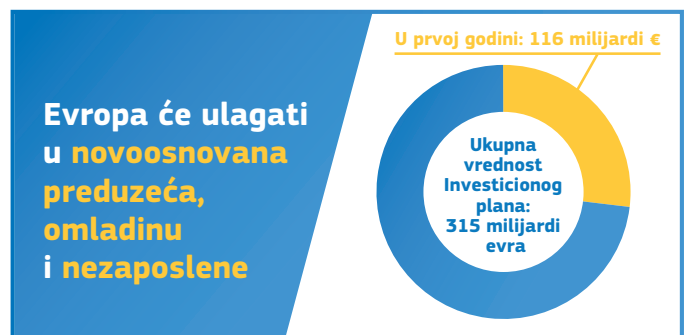 Evropa će ulagati
u novoosnovana
preduzeća,
omladinu
i nezaposlene
U prvoj godini: 116 milijardi €
Ukupna
vrednost
Investicionog
plana:
315 milijardi
evra